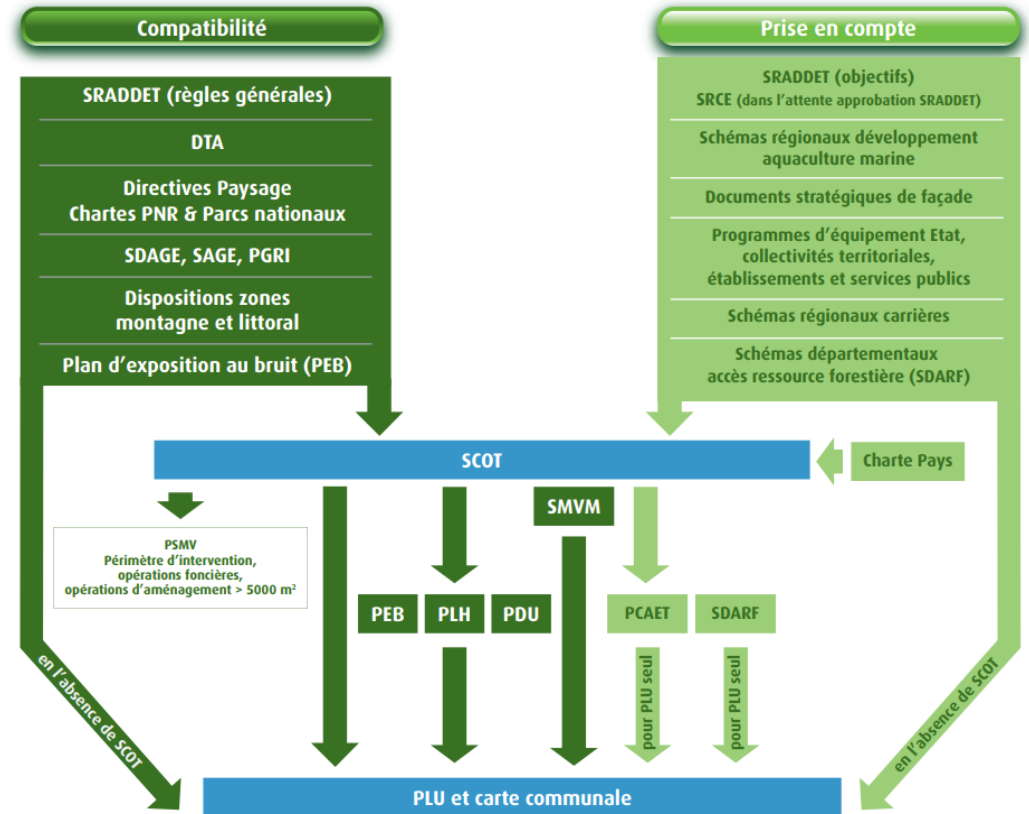 Compatibilité
Prise en compte
SRADDET (règles générales)
DTA
Directives Paysage
Chartes PNR & Parcs nationaux
SDAGE, SAGE, PGRI
Dispositions zones
montagne et littoral
Plan d'exposition au bruit (PEB)
SRADDET (objectifs)
SRCE (dans l'attente approbation SRADDET)
Schémas régionaux développement
aquaculture marine
Documents stratégiques de façade
Programmes d'équipement Etat,
collectivités territoriales,
établissements et services publics
Schémas régionaux carrières
Schémas départementaux
accès ressource forestière (SDARF)
SCOT
Charte Pays
SMVM
PSMV
Périmètre d'intervention,
opérations foncières,
opérations d'aménagement > 5000 m²
PEB
PLH
PDU
PCAET
SDARF
pour PLU seul
pour PLU seul
en l'absence de SCOT
en l'absence de SCOT
PLU et carte communale